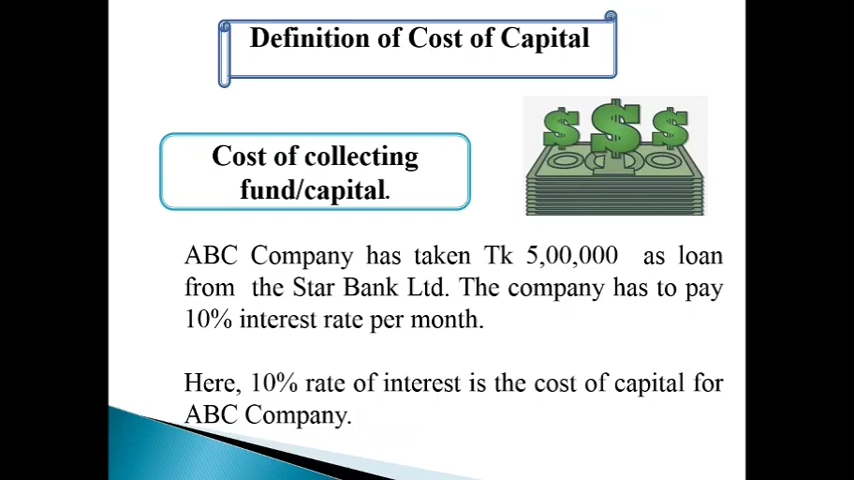 Definition of Cost of Capital
Cost of collecting
fund/capital.
$ $ $
ABC Company has taken Tk 5,00,000 as loan
from the Star Bank Ltd. The company has to pay
10% interest rate per month.
Here, 10% rate of interest is the cost of capital for
ABC Company.